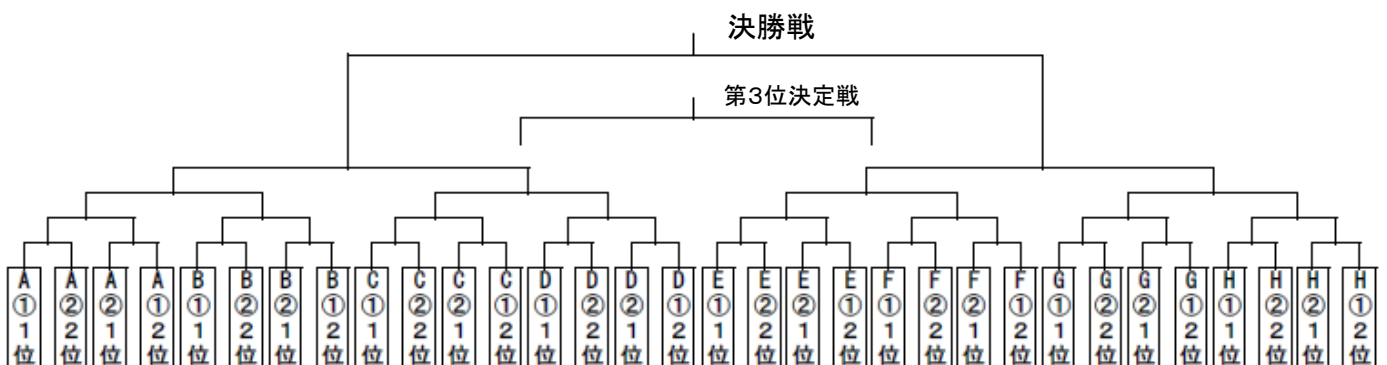 決勝戦
第3位決定戦
A①1位
A②2位
A②1位
A①2位
B①1位
B②2位
B②1位
B①2位
C①1位
C②2位
C②1位
C①2位
D①1位
D②2位
D②1位
D①2位
E①1位
E②2位
E②1位
E①2位
F①1位
F②2位
F②1位
F①2位
G①1位
G②2位
G②1位
G①2位
H①1位
H②2位
H②1位
H①2位